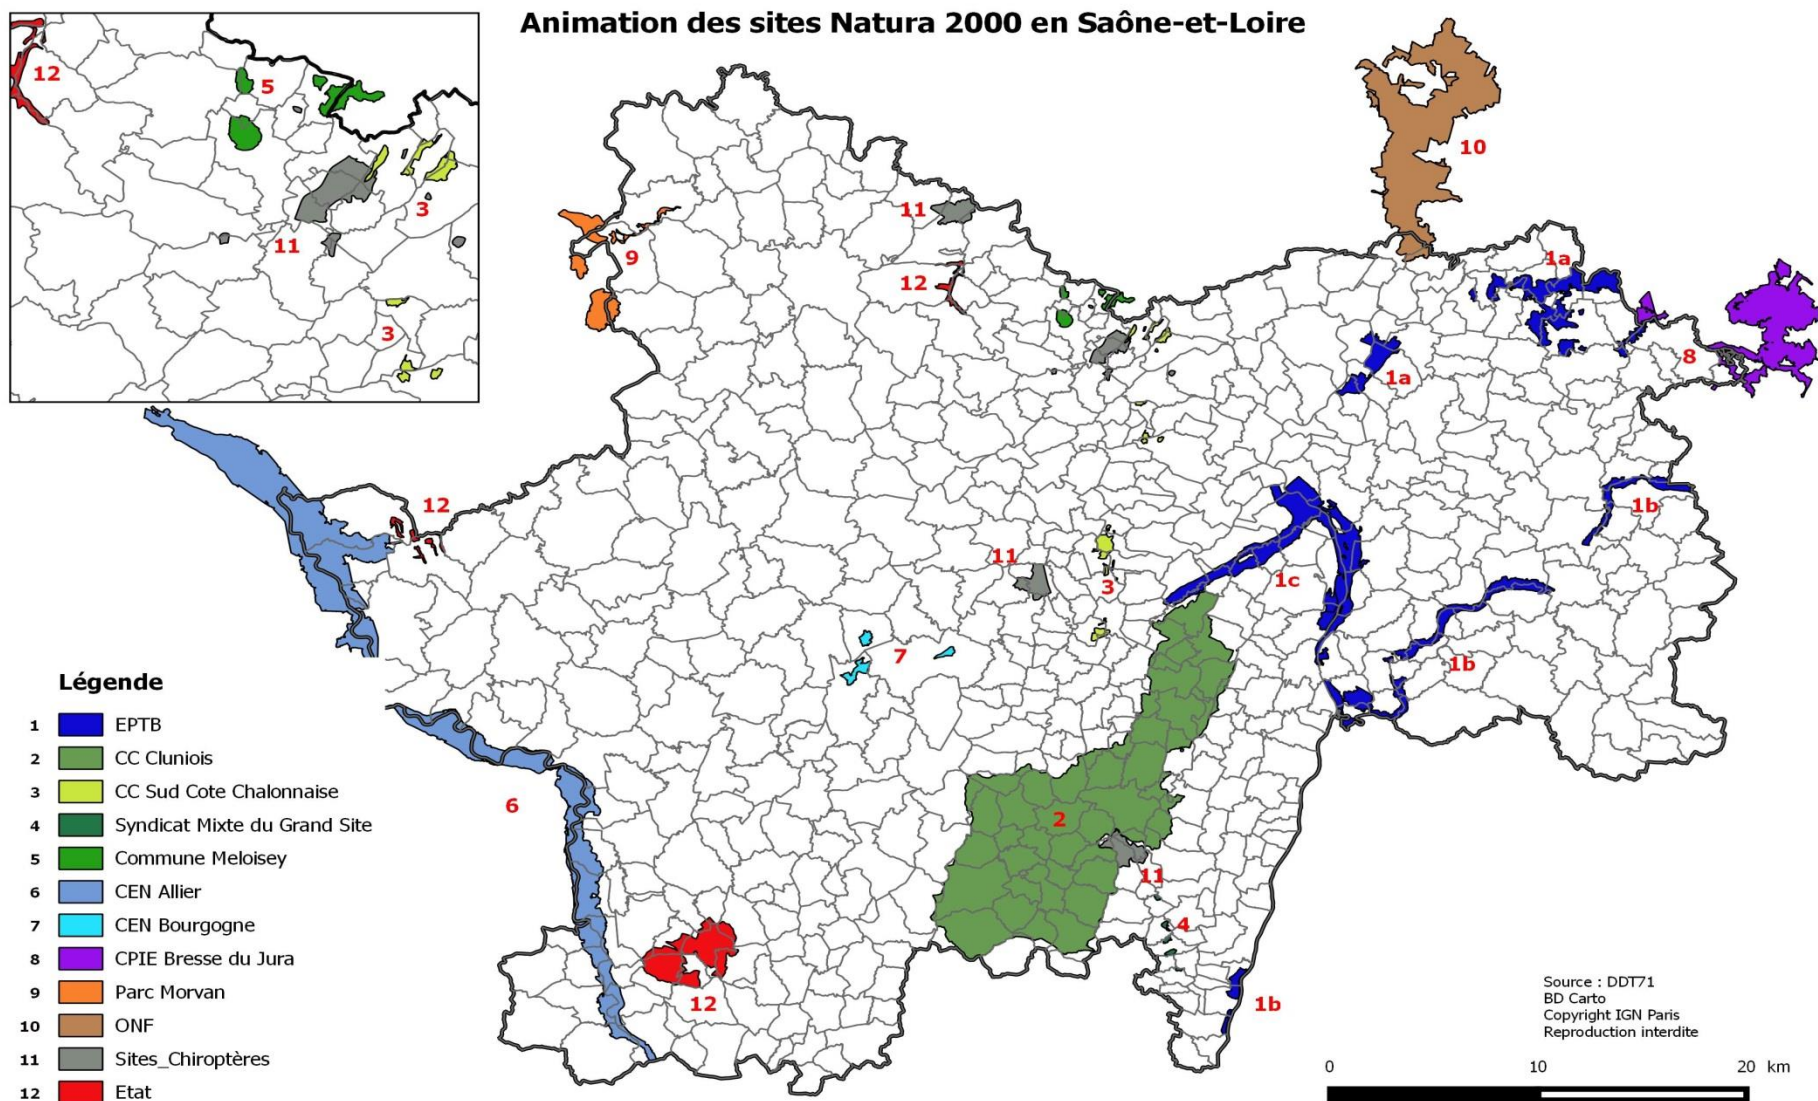 Animation des sites Natura 2000 en Saône-et-Loire
12
5
3
11
3
10
11
9
12
1a
1a
8
12
1b
11
3
1c
7
1b
6
2
11
4
12
1b
Légende
1 EPTB
2 CC Cluniois
3 CC Sud Cote Chalonnaise
4 Syndicat Mixte du Grand Site
5 Commune Meloisey
6 CEN Allier
7 CEN Bourgogne
8 CPIE Bresse du Jura
9 Parc Morvan
10 ONF
11 Sites_Chiroptères
12 Etat
Source : DDT71
BD Carto
Copyright IGN Paris
Reproduction interdite
0 10 20 km